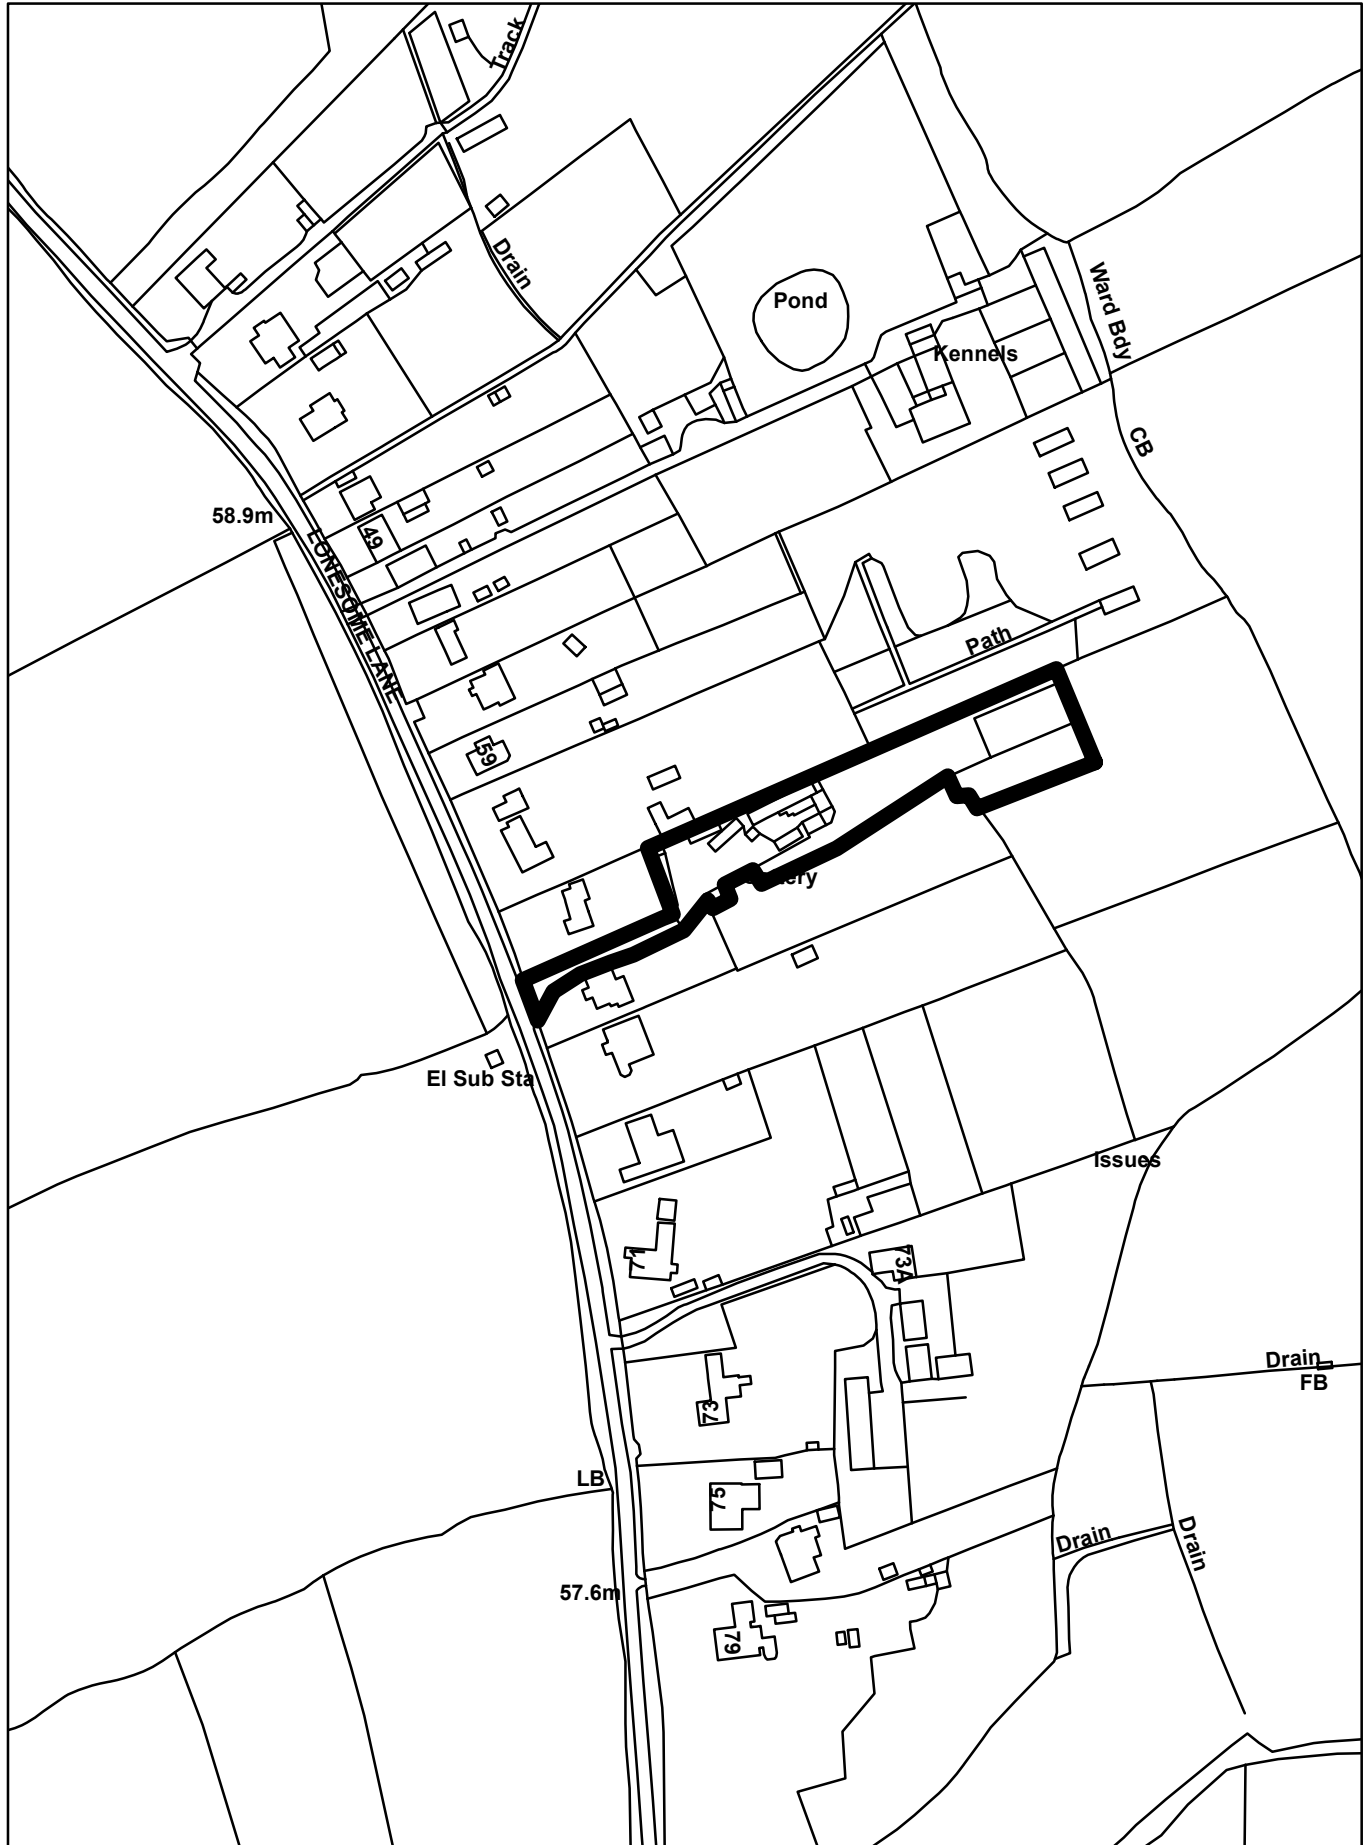 Track
Drain
Pond
Ward Bdy
Kennels
CB
58.9m
49
LONESOME LANE
Path
59
El Sub Sta
Issues
71
73A
Drain
FB
73
LB
75
Drain
Drain
57.6m
79